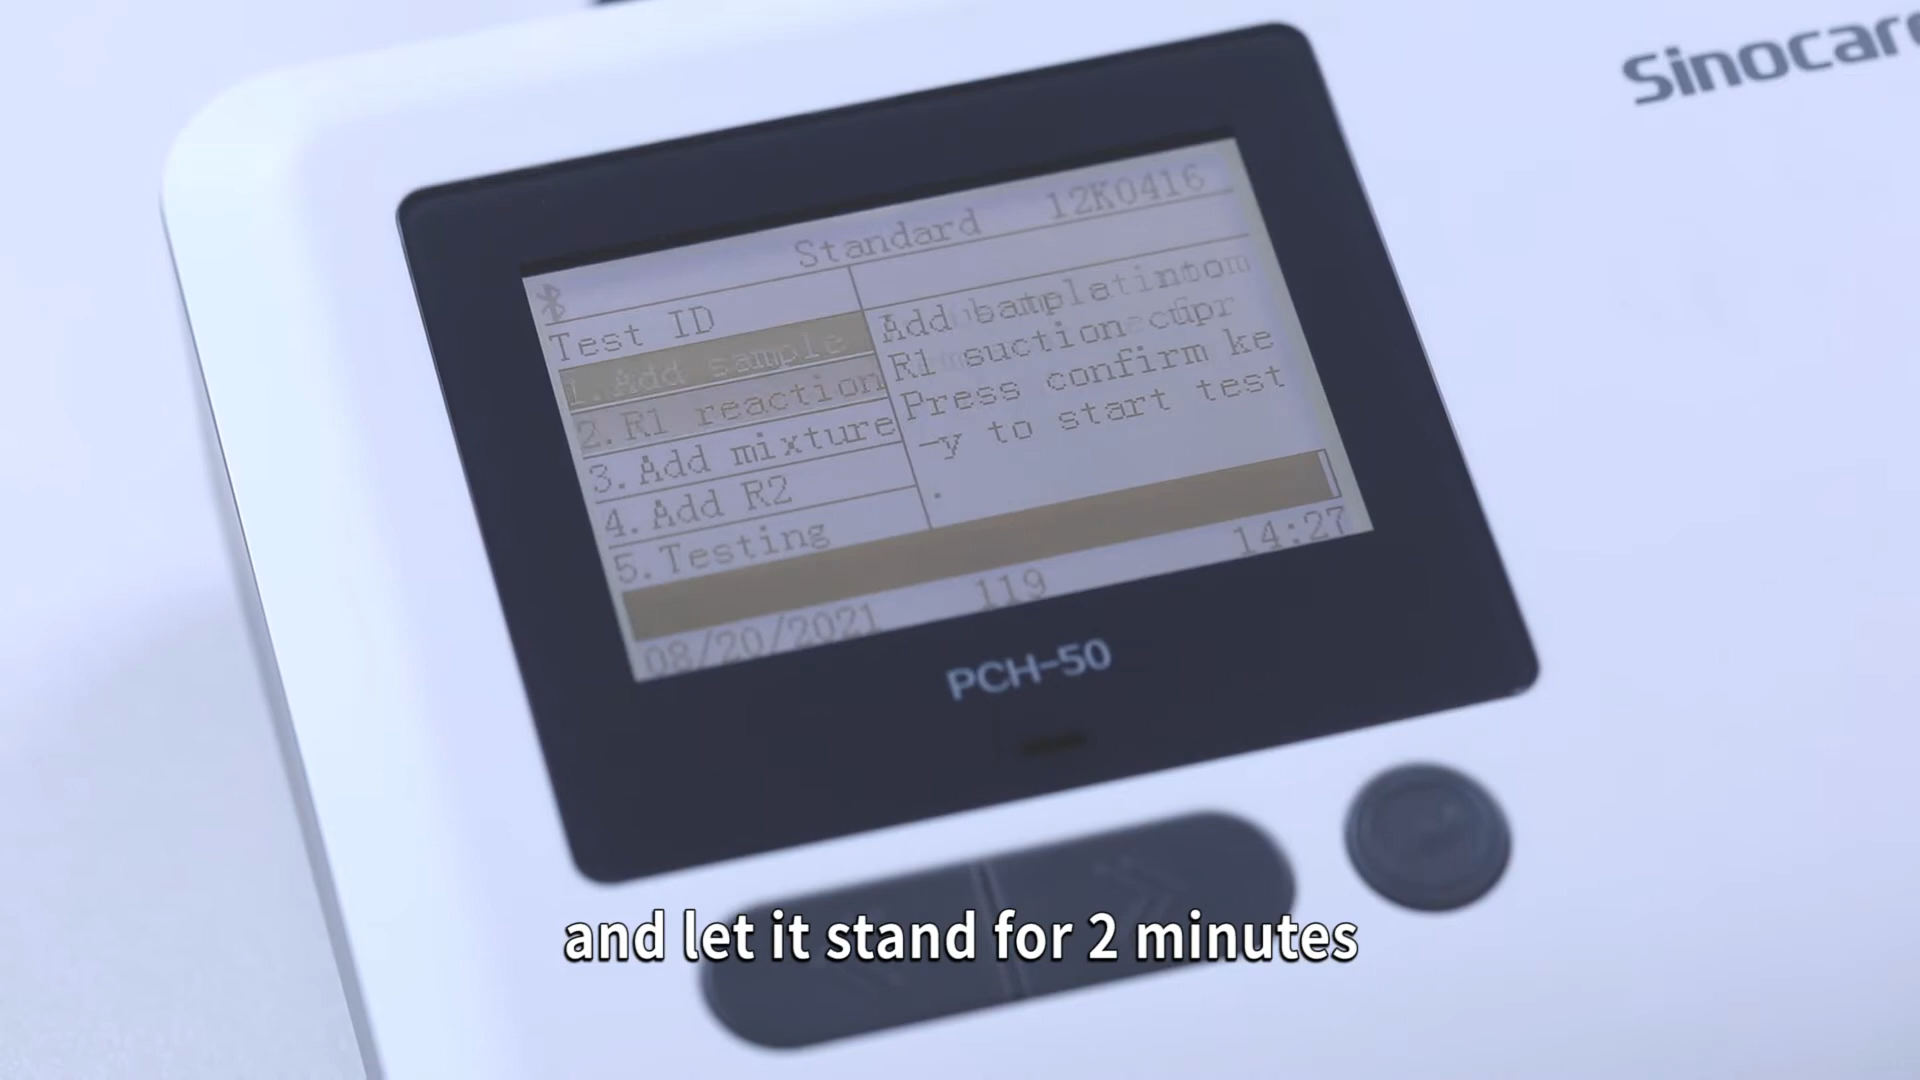 Sinocare
Standard 12K0416
Test ID
1.Add sample
2.R1 reaction
3.Add mixture
4.Add R2
5.Testing
Add
R1 suction
Press confirm ke
-y to start test
.
08/20/2021 119 14:27
PCH-50
and let it stand for 2 minutes